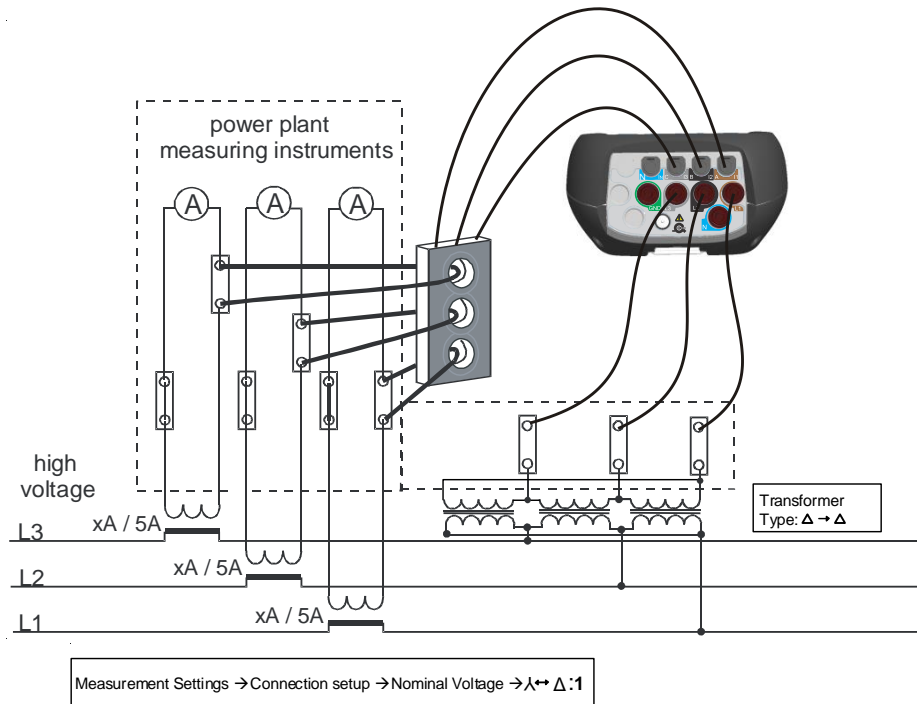 power plant
measuring instruments
A
A
A
high
voltage
L3
xA / 5A
L2
xA / 5A
L1
xA / 5A
Transformer
Type: Δ → Δ
Measurement Settings → Connection setup → Nominal Voltage → ⅄↔ Δ:1